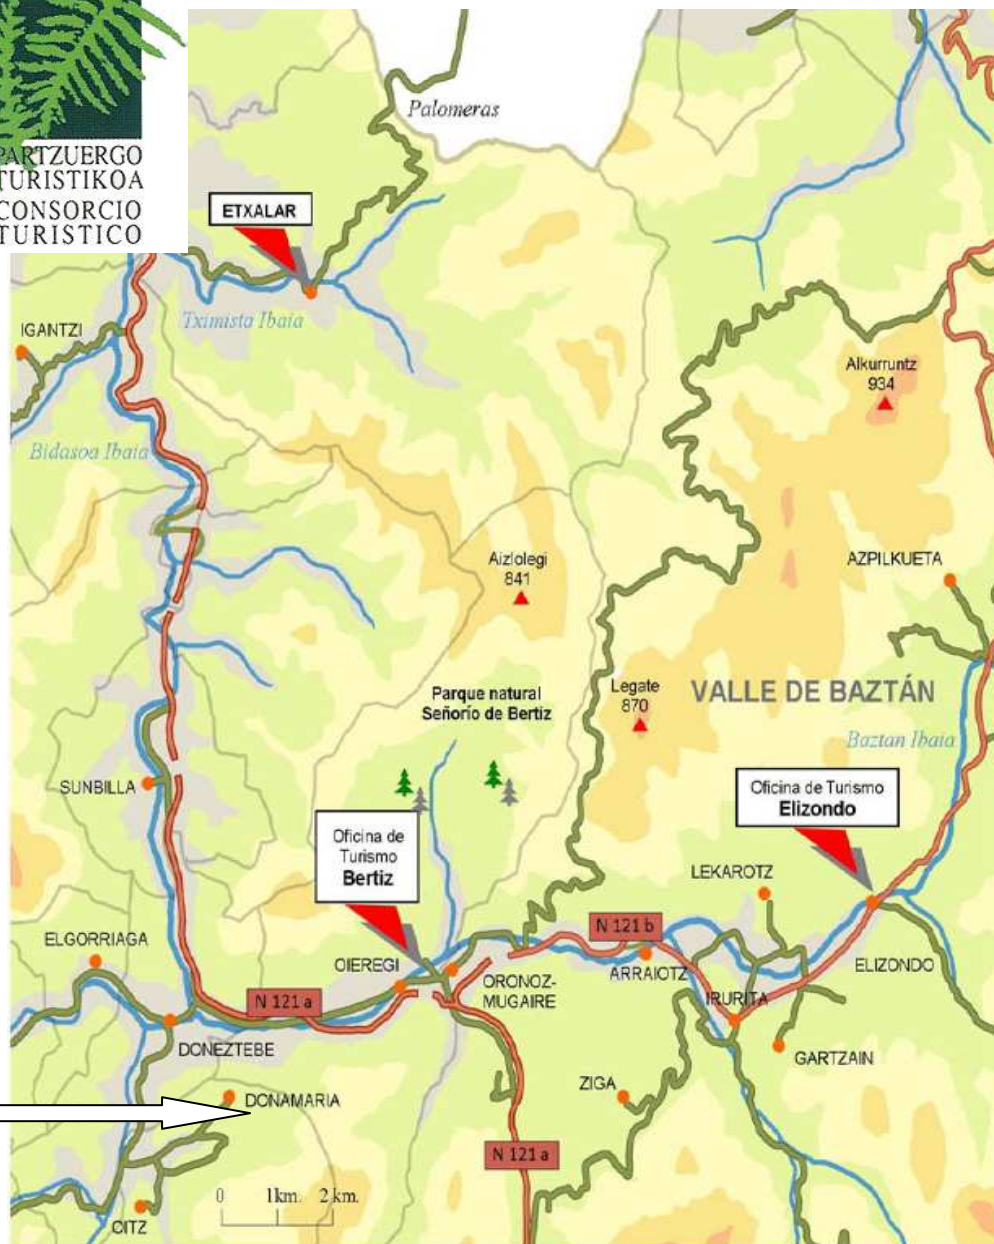 PARTZUERGO
TURISTIKOA
CONSORCIO
TURISTICO
Palomeras
ETXALAR
Tximista Ibaia
IGANTZI
Alkurruntz
934
Bidasoa Ibaia
Aizlolegi
841
AZPILKUETA
Parque natural
Señorío de Bertiz
Legate
870
VALLE DE BAZTÁN
Baztan Ibaia
SUNBILLA
Oficina de Turismo
Elizondo
Oficina de
Turismo
Bertiz
LEKAROTZ
ELGORRIAGA
OIEREGI
N 121 b
ARRAIOTZ
ELIZONDO
ORONOZ-
MUGAIRE
N 121 a
IRURITA
DONEZTEBE
GARTZAIN
ZIGA
DONAMARIA
N 121 a
0 1km. 2 km.
OITZ